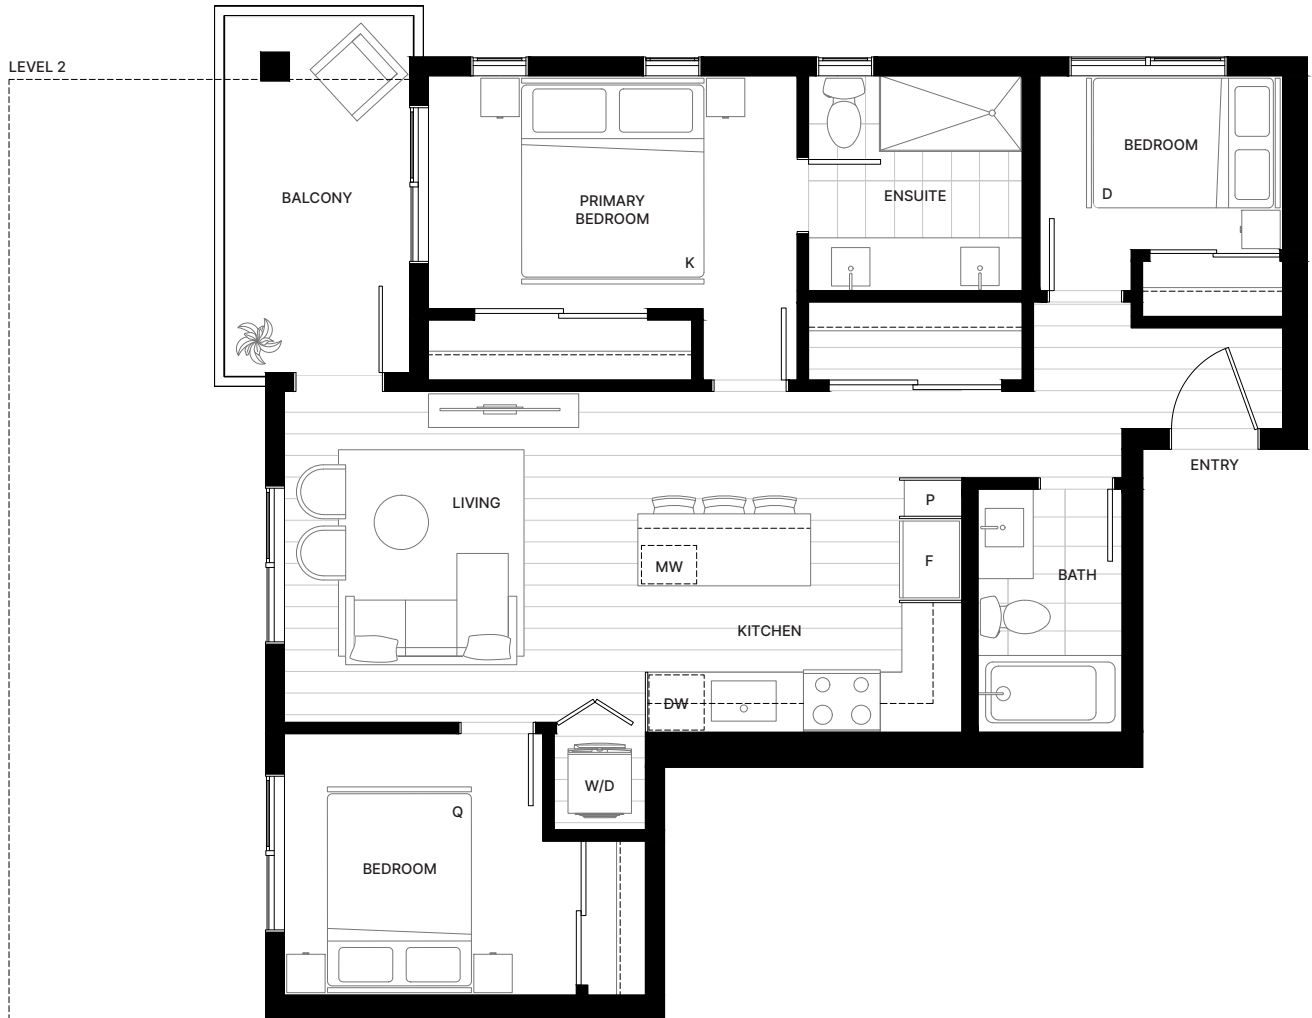 LEVEL 2
BALCONY
PRIMARY
BEDROOM
K
ENSUITE
BEDROOM
D
ENTRY
LIVING
P
F
MW
BATH
KITCHEN
DW
W/D
Q
BEDROOM